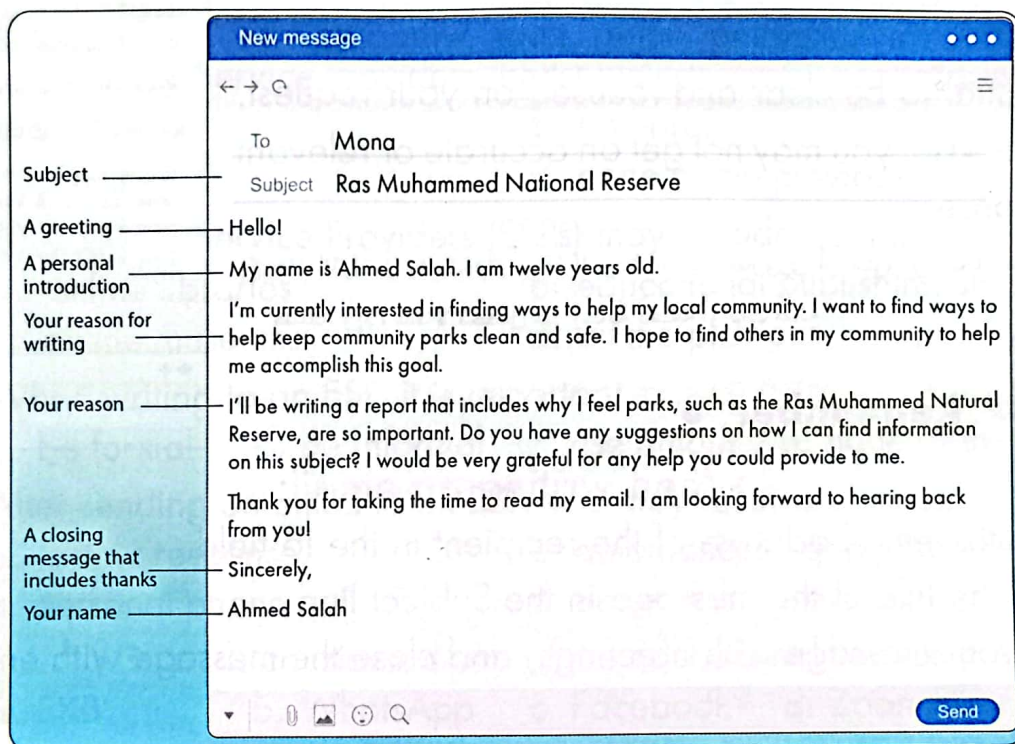 New message
To Mona
Subject
Subject Ras Muhammed National Reserve
A greeting
Hello!
A personal
introduction
My name is Ahmed Salah. I am twelve years old.
Your reason for
writing
I'm currently interested in finding ways to help my local community. I want to find ways to
help keep community parks clean and safe. I hope to find others in my community to help
me accomplish this goal.
Your reason
I'll be writing a report that includes why I feel parks, such as the Ras Muhammed Natural
Reserve, are so important. Do you have any suggestions on how I can find information
on this subject? I would be very grateful for any help you could provide to me.
Thank you for taking the time to read my email. I am looking forward to hearing back
from you!
A closing
message that
includes thanks
Sincerely,
Your name
Ahmed Salah
Send